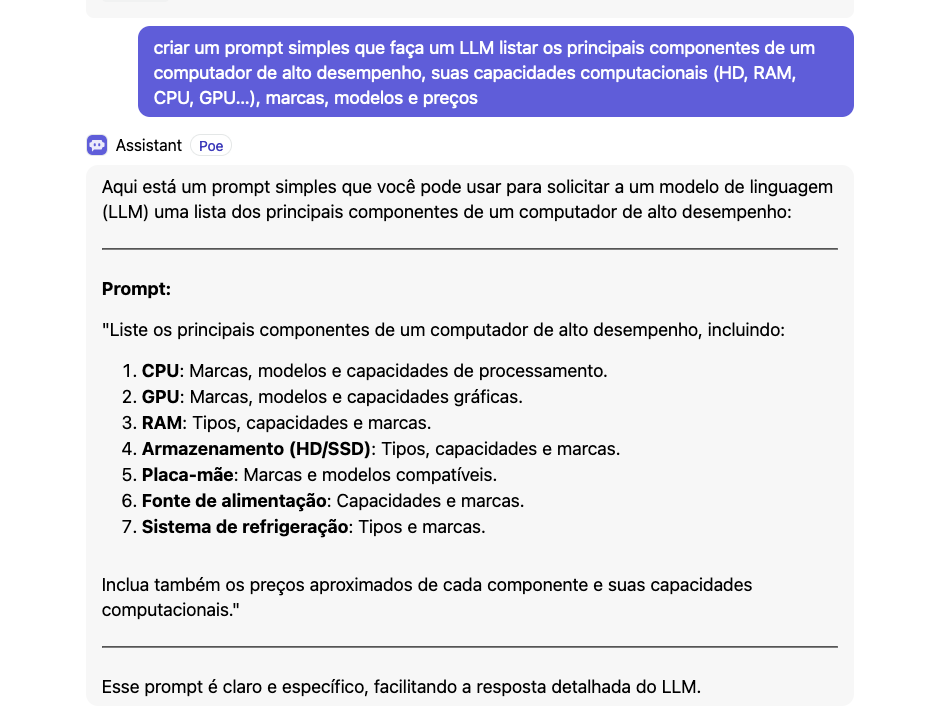 criar um prompt simples que faça um LLM listar os principais componentes de um
computador de alto desempenho, suas capacidades computacionais (HD, RAM,
CPU, GPU...), marcas, modelos e preços
Assistant Poe
Aqui está um prompt simples que você pode usar para solicitar a um modelo de linguagem
(LLM) uma lista dos principais componentes de um computador de alto desempenho:
Prompt:
"Liste os principais componentes de um computador de alto desempenho, incluindo:
1. CPU: Marcas, modelos e capacidades de processamento.
2. GPU: Marcas, modelos e capacidades gráficas.
3. RAM: Tipos, capacidades e marcas.
4. Armazenamento (HD/SSD): Tipos, capacidades e marcas.
5. Placa-mãe: Marcas e modelos compatíveis.
6. Fonte de alimentação: Capacidades e marcas.
7. Sistema de refrigeração: Tipos e marcas.
Inclua também os preços aproximados de cada componente e suas capacidades
computacionais."
Esse prompt é claro e específico, facilitando a resposta detalhada do LLM.